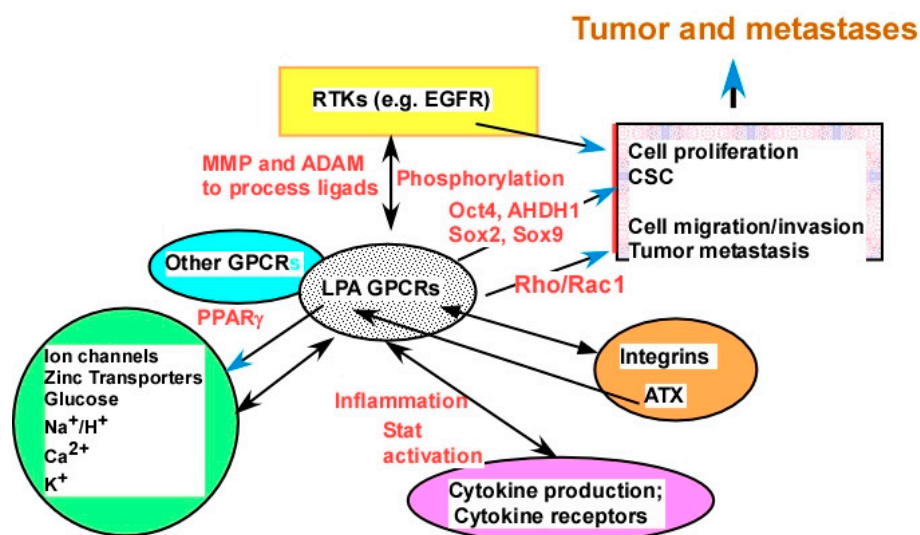 Tumor and metastases
RTKs (e.g. EGFR)
MMP and ADAM
to process ligads
Phosphorylation
Oct4, AHDH1
Sox2, Sox9
Cell proliferation
CSC
Cell migration/invasion
Tumor metastasis
Other GPCRs
LPA GPCRs
Rho/Rac1
PPARγ
Ion channels
Zinc Transporters
Glucose
Na⁺/H⁺
Ca²⁺
K⁺
Integrins
ATX
Inflammation
Stat
activation
Cytokine production;
Cytokine receptors